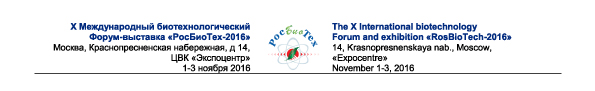 X Международный биотехнологический
Форум-выставка «РосБиоТех-2016»
Москва, Краснопресненская набережная, д 14,
ЦВК «Экспоцентр»
1-3 ноября 2016
РосБиоТех
The X International biotechnology
Forum and exhibition «RosBioTech-2016»
14, Krasnopresnenskaya nab., Moscow,
«Expocentre»
November 1-3, 2016